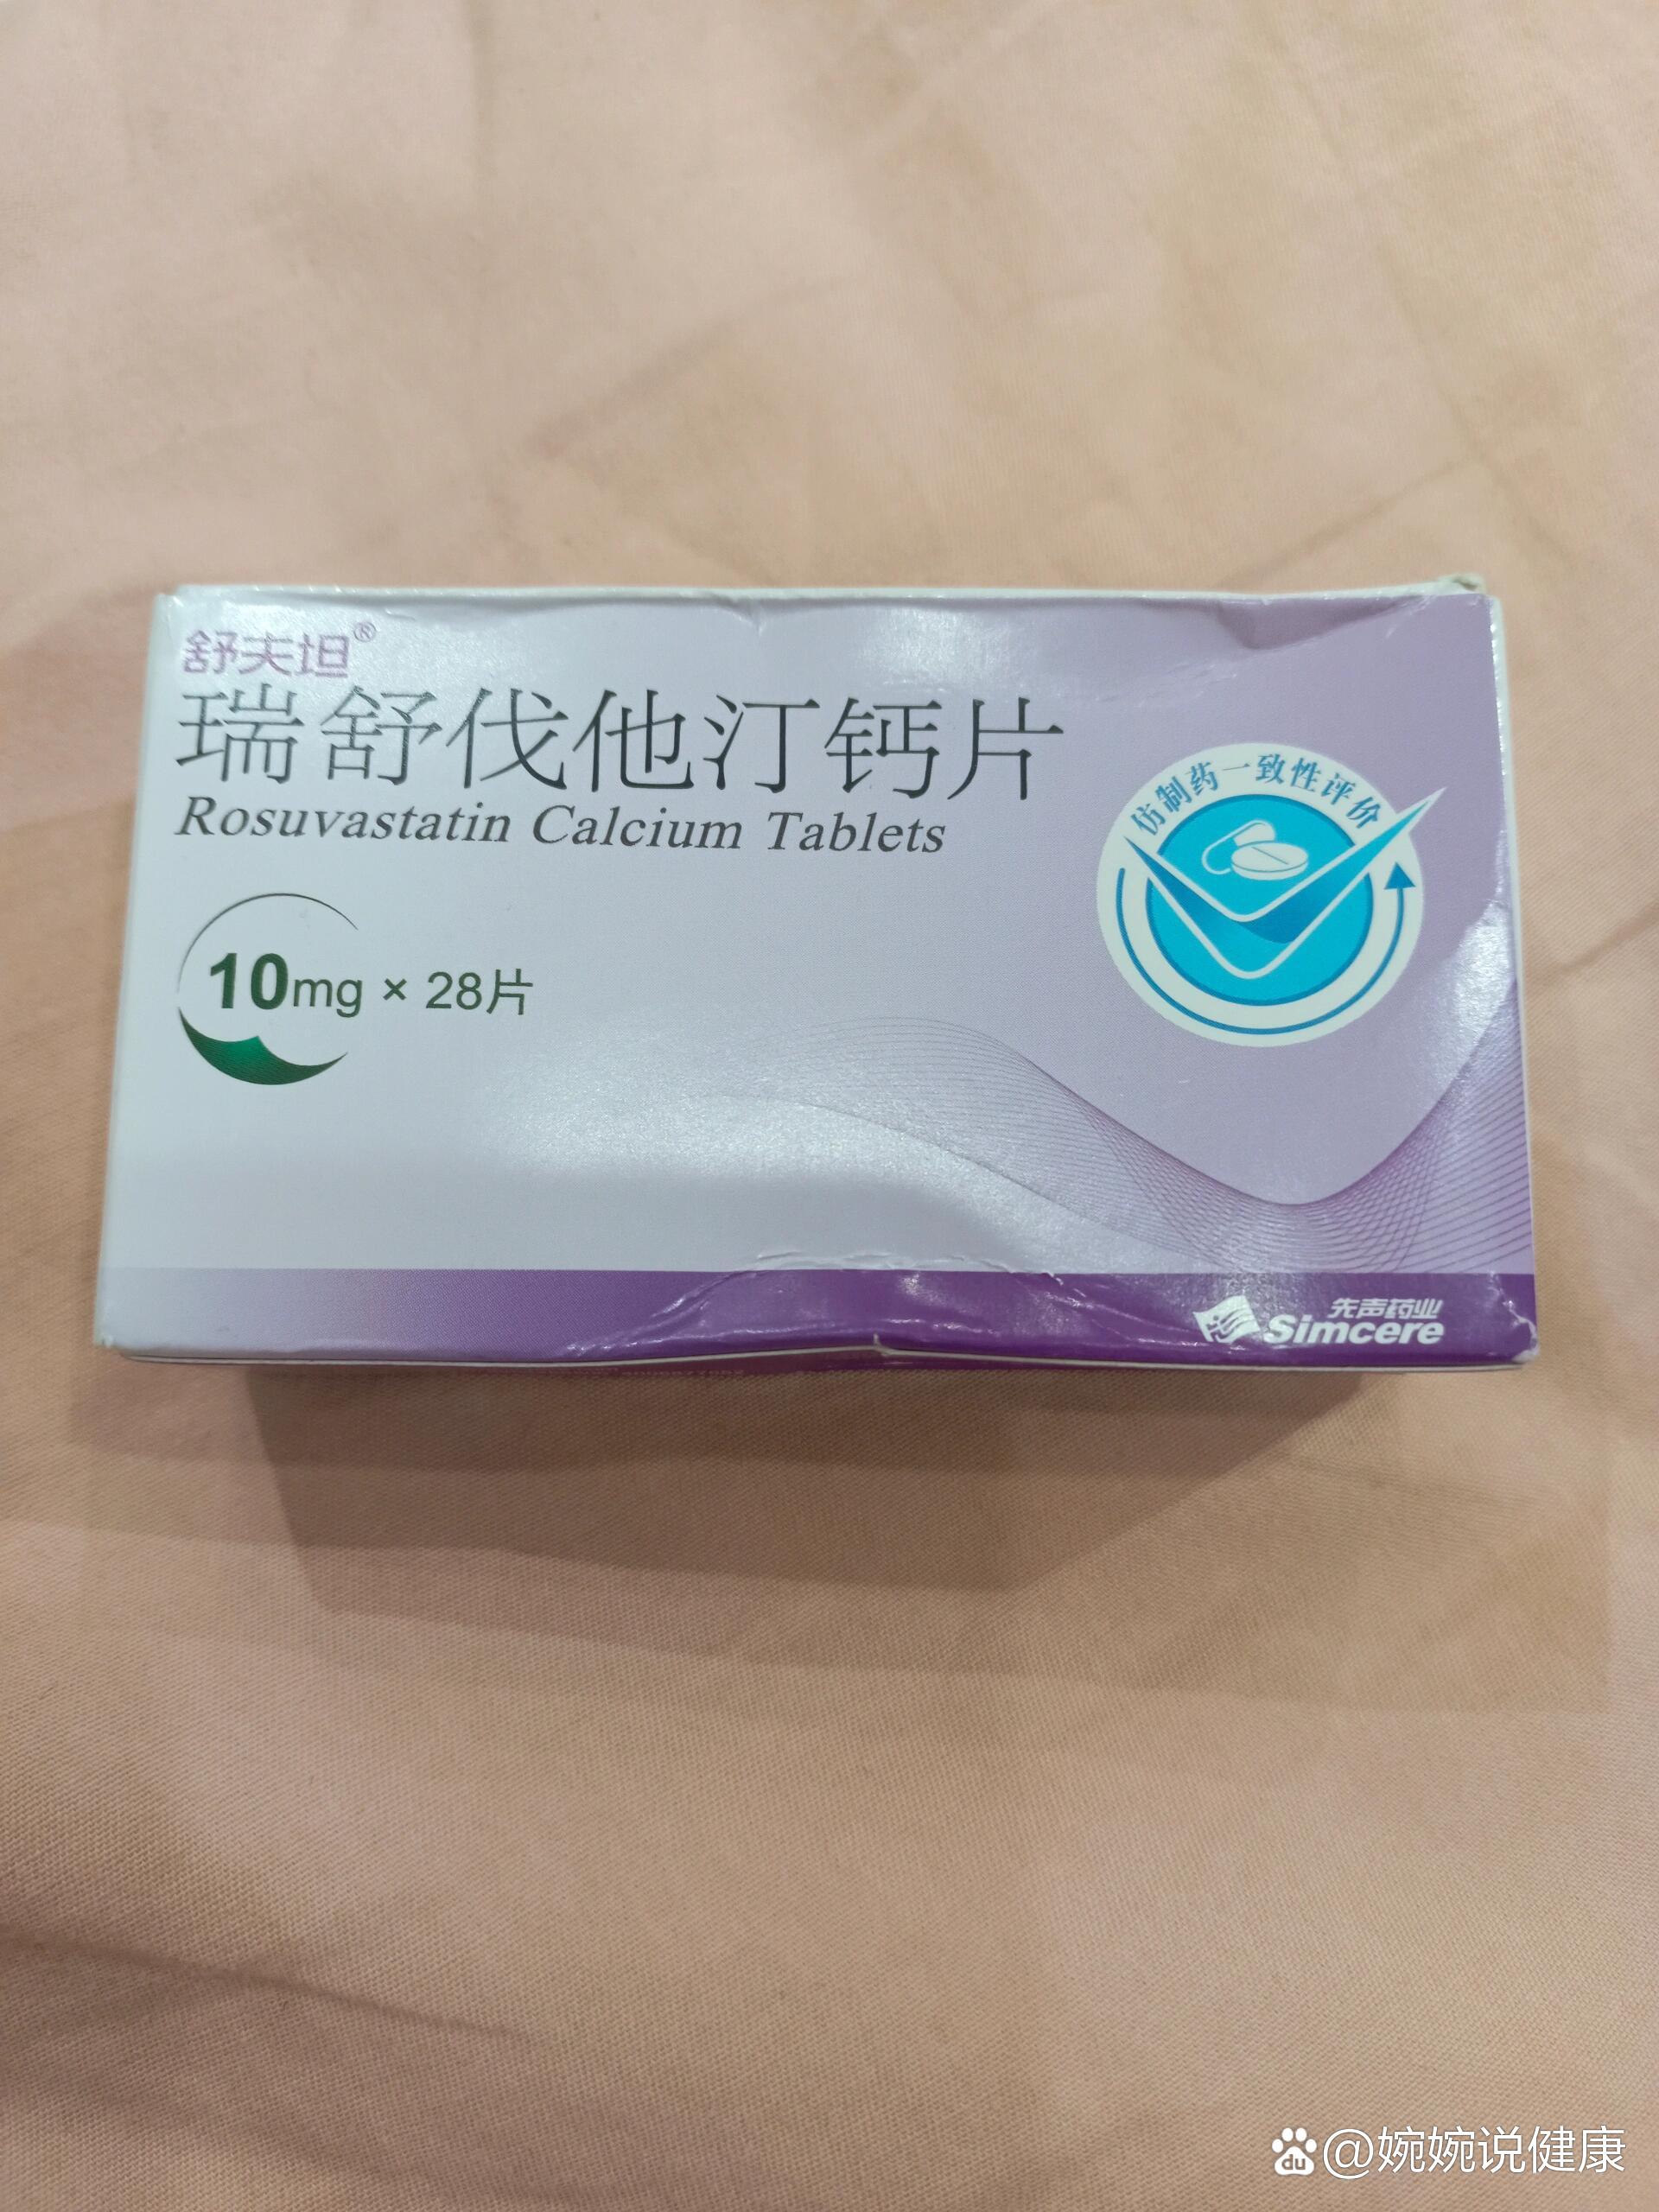 舒夫坦®
瑞舒伐他汀钙片
Rosuvastatin Calcium Tablets
仿制药一致性评价
10mg × 28片
先声药业
Simcere
du @婉婉说健康